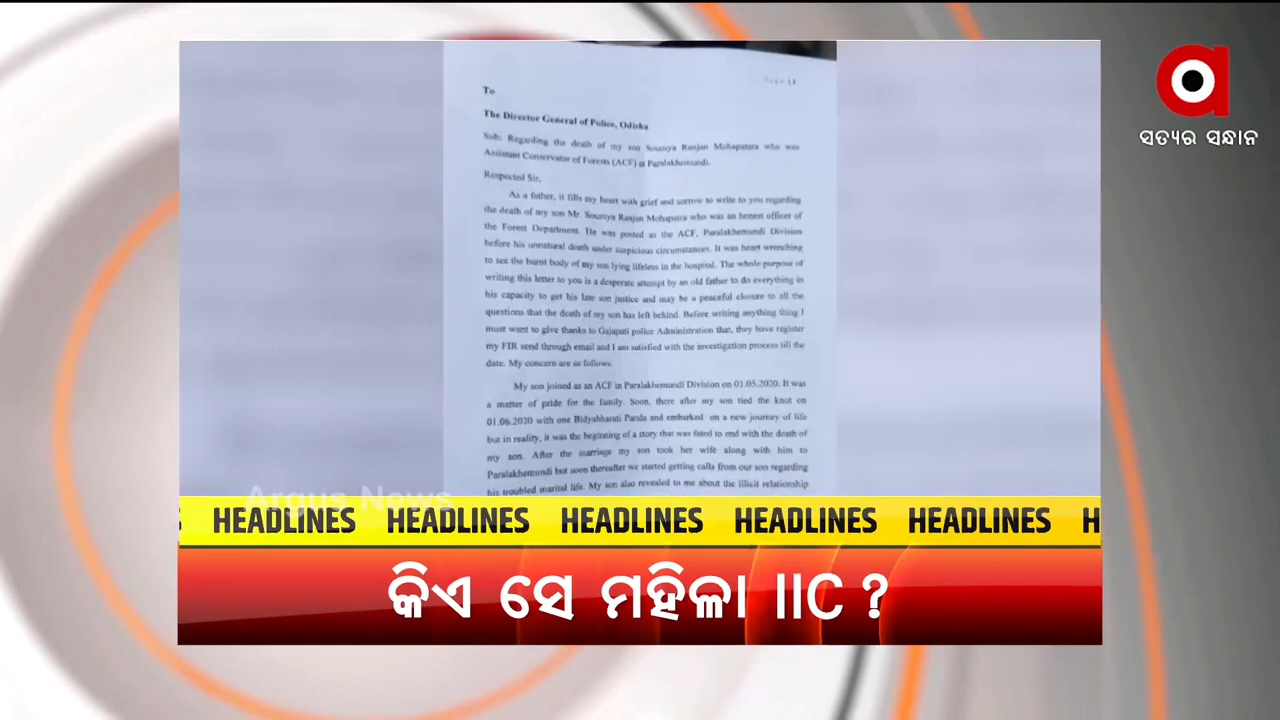 To
The Director General of Police, Odisha
Sub: Regarding the death of my son Soumya Ranjan Mohapatara who was
Assistant Conservator of Forests (ACF) at Paralakhemundi.
Respected Sir,
As a father, it fills my heart with grief and sorrow to write to you regarding
the death of my son Mr. Soumya Ranjan Mohapatra who was an honest officer of
the Forest Department. He was posted as the ACF, Paralakhemundi Division
before his unnatural death under suspicious circumstances. It was heart wrenching
to see the burnt body of my son lying lifeless in the hospital. The whole purpose of
writing this letter to you is a desperate attempt by an old father to do everything in
his capacity to get his late son justice and may be a peaceful closure to all the
questions that the death of my son has left behind. Before writing anything thing I
must want to give thanks to Gajapati police Administration that, they have register
my FIR send through email and I am satisfied with the investigation process till the
date. My concern are as follows.
My son joined as an ACF in Paralakhemundi Division on 01.05.2020. It was
a matter of pride for the family. Soon, there after my son tied the knot on
01.06.2020 with one Bidyabharati Panda and embarked on a new journey of life
but in reality, it was the beginning of a story that was fated to end with the death of
my son. After the marriage my son took her wife along with him to
Paralakhemundi but soon thereafter we started getting calls from our son regarding
his troubled marital life. My son also revealed to me about the illicit relationship
ସତ୍ୟର ସନ୍ଧାନ
Argus News
HEADLINES HEADLINES HEADLINES HEADLINES HEADLINES H
କିଏ ସେ ମହିଳା IIC ?